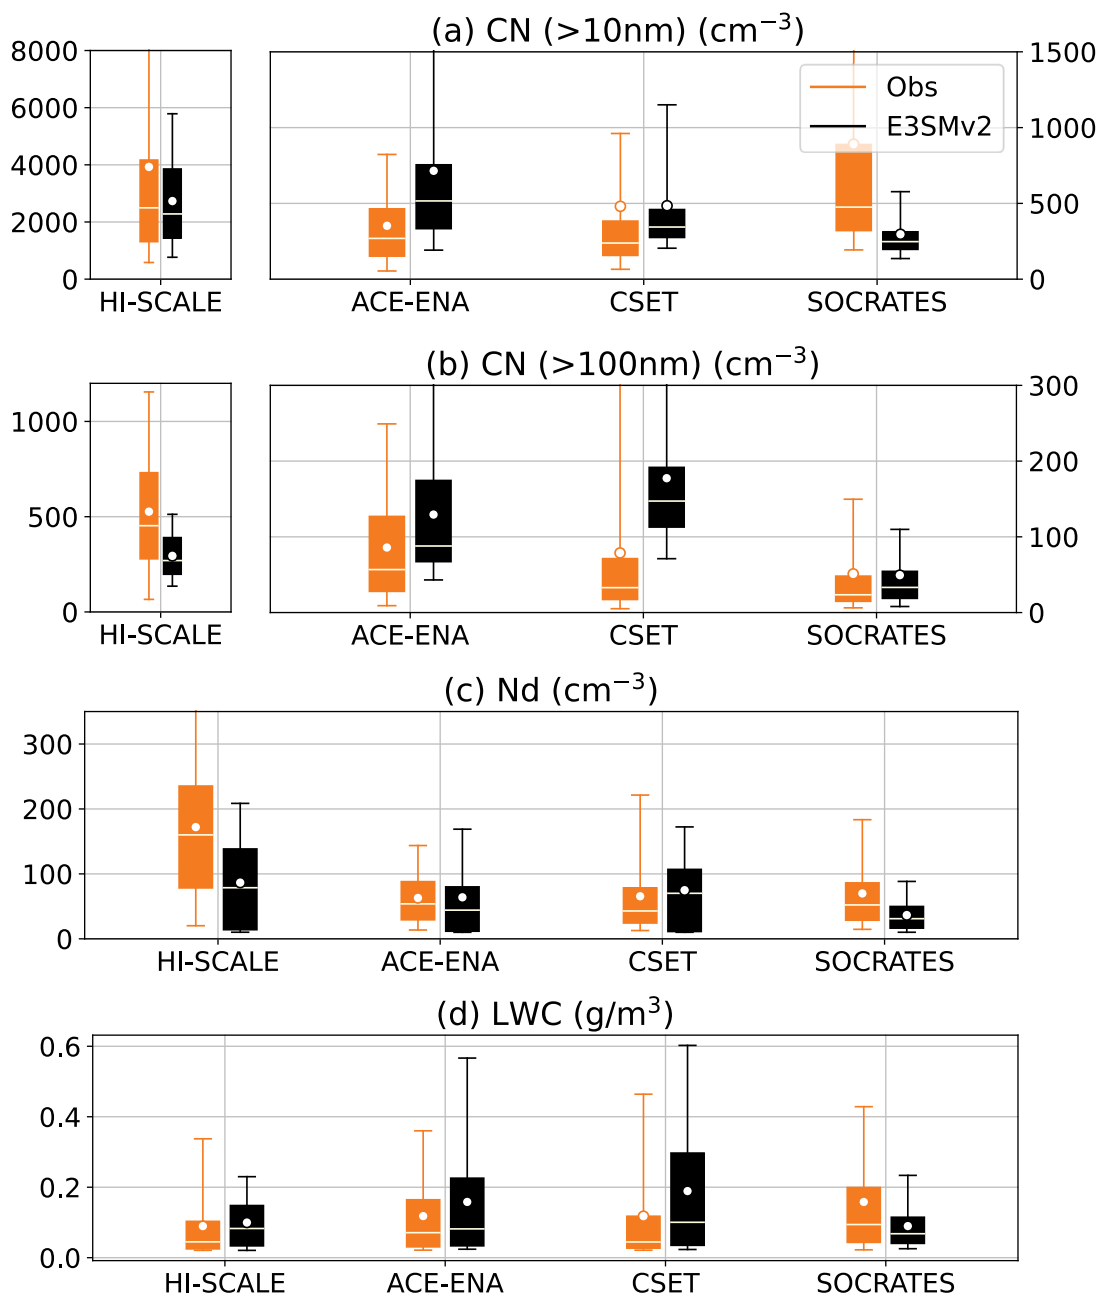 (a) CN (>10nm) (cm⁻³)
8000
6000
4000
2000
0
1500
1000
500
0
Obs
E3SMv2
HI-SCALE ACE-ENA CSET SOCRATES
(b) CN (>100nm) (cm⁻³)
1000
500
0
300
200
100
0
HI-SCALE ACE-ENA CSET SOCRATES
(c) Nd (cm⁻³)
300
200
100
0
HI-SCALE ACE-ENA CSET SOCRATES
(d) LWC (g/m³)
0.6
0.4
0.2
0.0
HI-SCALE ACE-ENA CSET SOCRATES